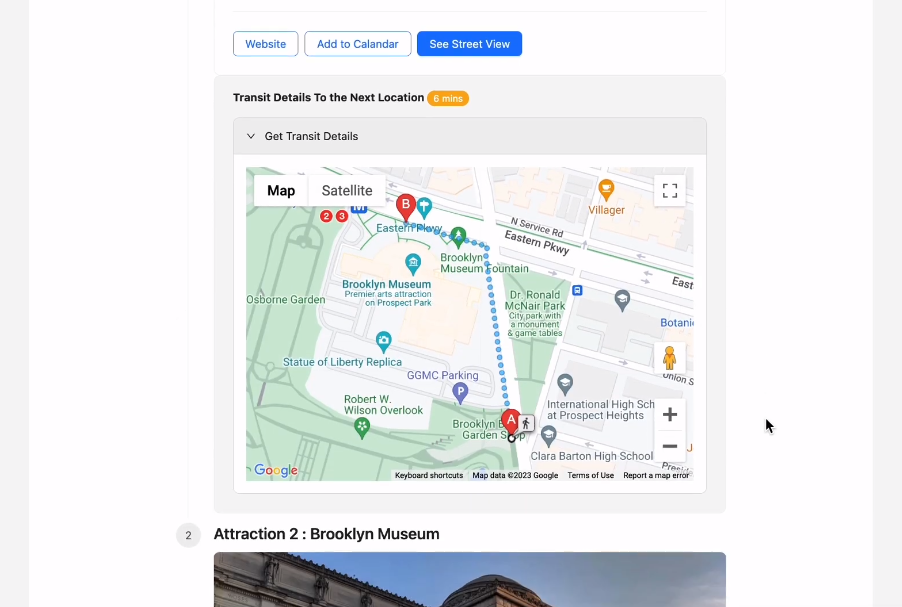 Website
Add to Calandar
See Street View
Transit Details To the Next Location
6 mins
Get Transit Details
Map
Satellite
B
2 3
Villager
Eastern Pkwy
N Service Rd
Eastern Pkwy
East
Brooklyn
Museum Fountain
Brooklyn Museum
Premier arts attraction
on Prospect Park
Osborne Garden
Dr. Ronald
McNair Park
City park with
a monument
& game tables
Botanic
Statue of Liberty Replica
GGMC Parking
P
Union S
Robert W.
Wilson Overlook
International High Sch
at Prospect Heights
A
Brooklyn B
Garden Shop
Clara Barton High School
Google
Keyboard shortcuts
Map data ©2023 Google
Terms of Use
Report a map error
2
Attraction 2 : Brooklyn Museum